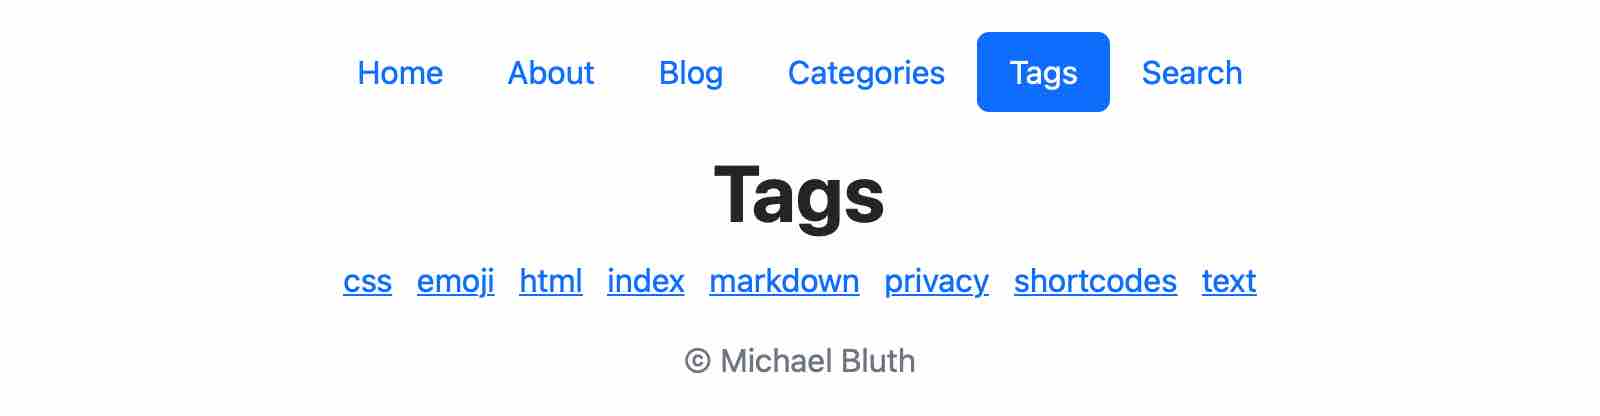 Home About Blog Categories Tags Search
Tags
css emoji html index markdown privacy shortcodes text
© Michael Bluth